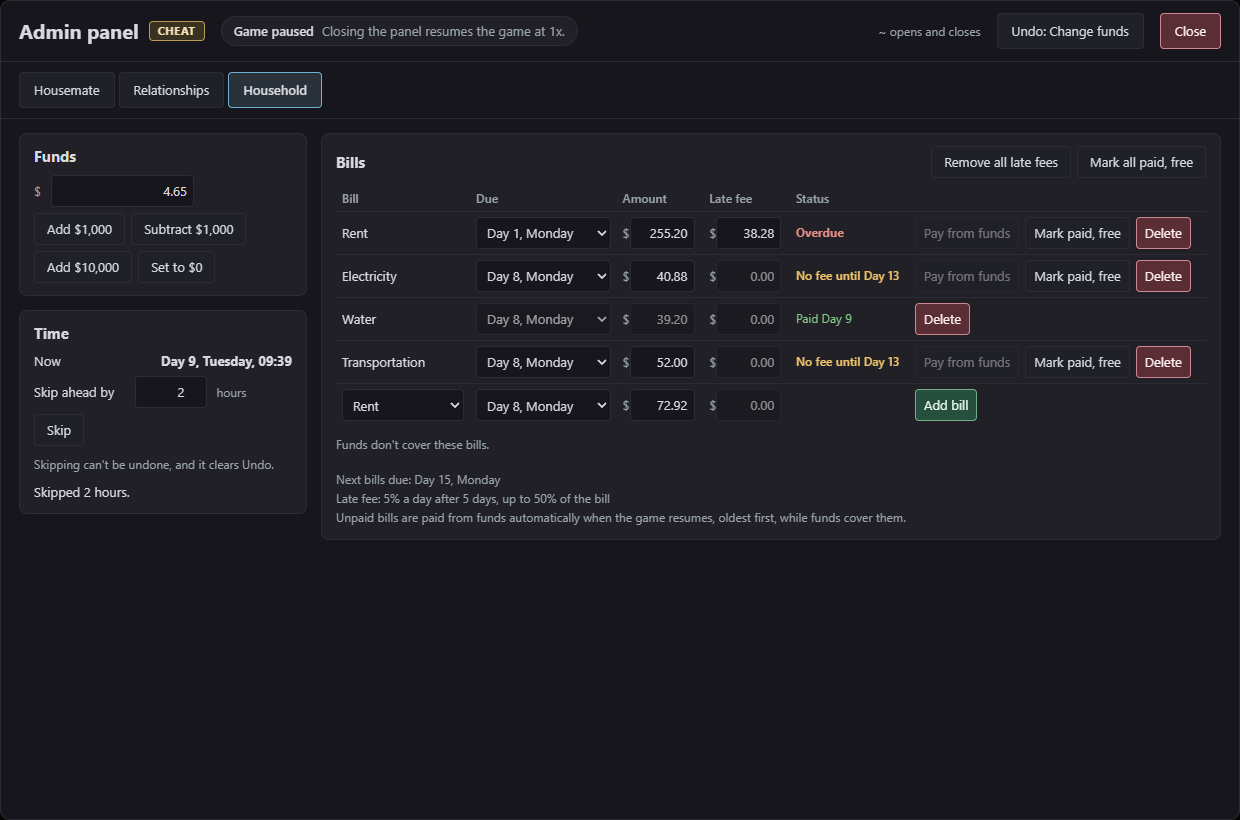 Admin panel CHEAT Game paused Closing the panel resumes the game at 1x. ~ opens and closes Undo: Change funds Close
Housemate Relationships Household
Funds
$ 4.65
Add $1,000 Subtract $1,000
Add $10,000 Set to $0
Time
Now Day 9, Tuesday, 09:39
Skip ahead by 2 hours
Skip
Skipping can't be undone, and it clears Undo.
Skipped 2 hours.
Bills Remove all late fees Mark all paid, free
Bill Due Amount Late fee Status
Rent Day 1, Monday $ 255.20 $ 38.28 Overdue Pay from funds Mark paid, free Delete
Electricity Day 8, Monday $ 40.88 $ 0.00 No fee until Day 13 Pay from funds Mark paid, free Delete
Water Day 8, Monday $ 39.20 $ 0.00 Paid Day 9 Delete
Transportation Day 8, Monday $ 52.00 $ 0.00 No fee until Day 13 Pay from funds Mark paid, free Delete
Rent Day 8, Monday $ 72.92 $ 0.00 Add bill
Funds don't cover these bills.
Next bills due: Day 15, Monday
Late fee: 5% a day after 5 days, up to 50% of the bill
Unpaid bills are paid from funds automatically when the game resumes, oldest first, while funds cover them.